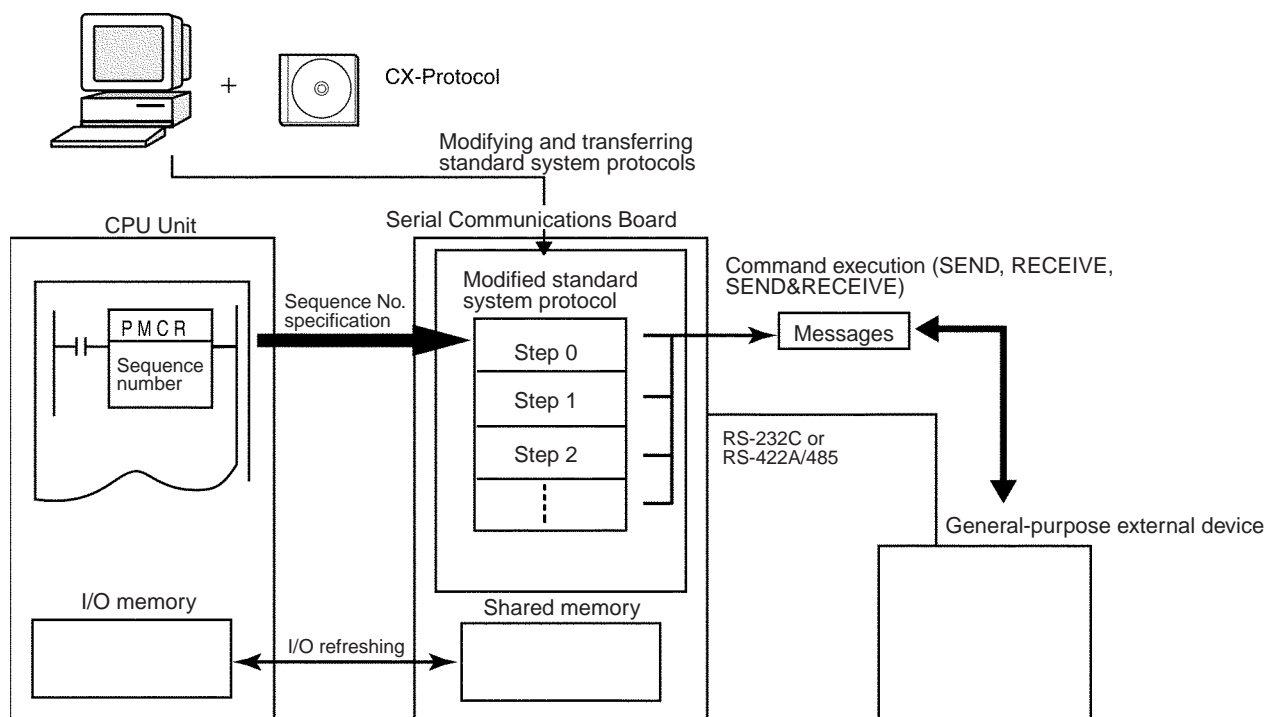 +
CX-Protocol
Modifying and transferring
standard system protocols
CPU Unit
Serial Communications Board
PMCR
Sequence
number
Sequence No.
specification
Modified standard
system protocol
Step 0
Step 1
Step 2
Command execution (SEND, RECEIVE,
SEND&RECEIVE)
Messages
RS-232C or
RS-422A/485
General-purpose external device
I/O memory
I/O refreshing
Shared memory